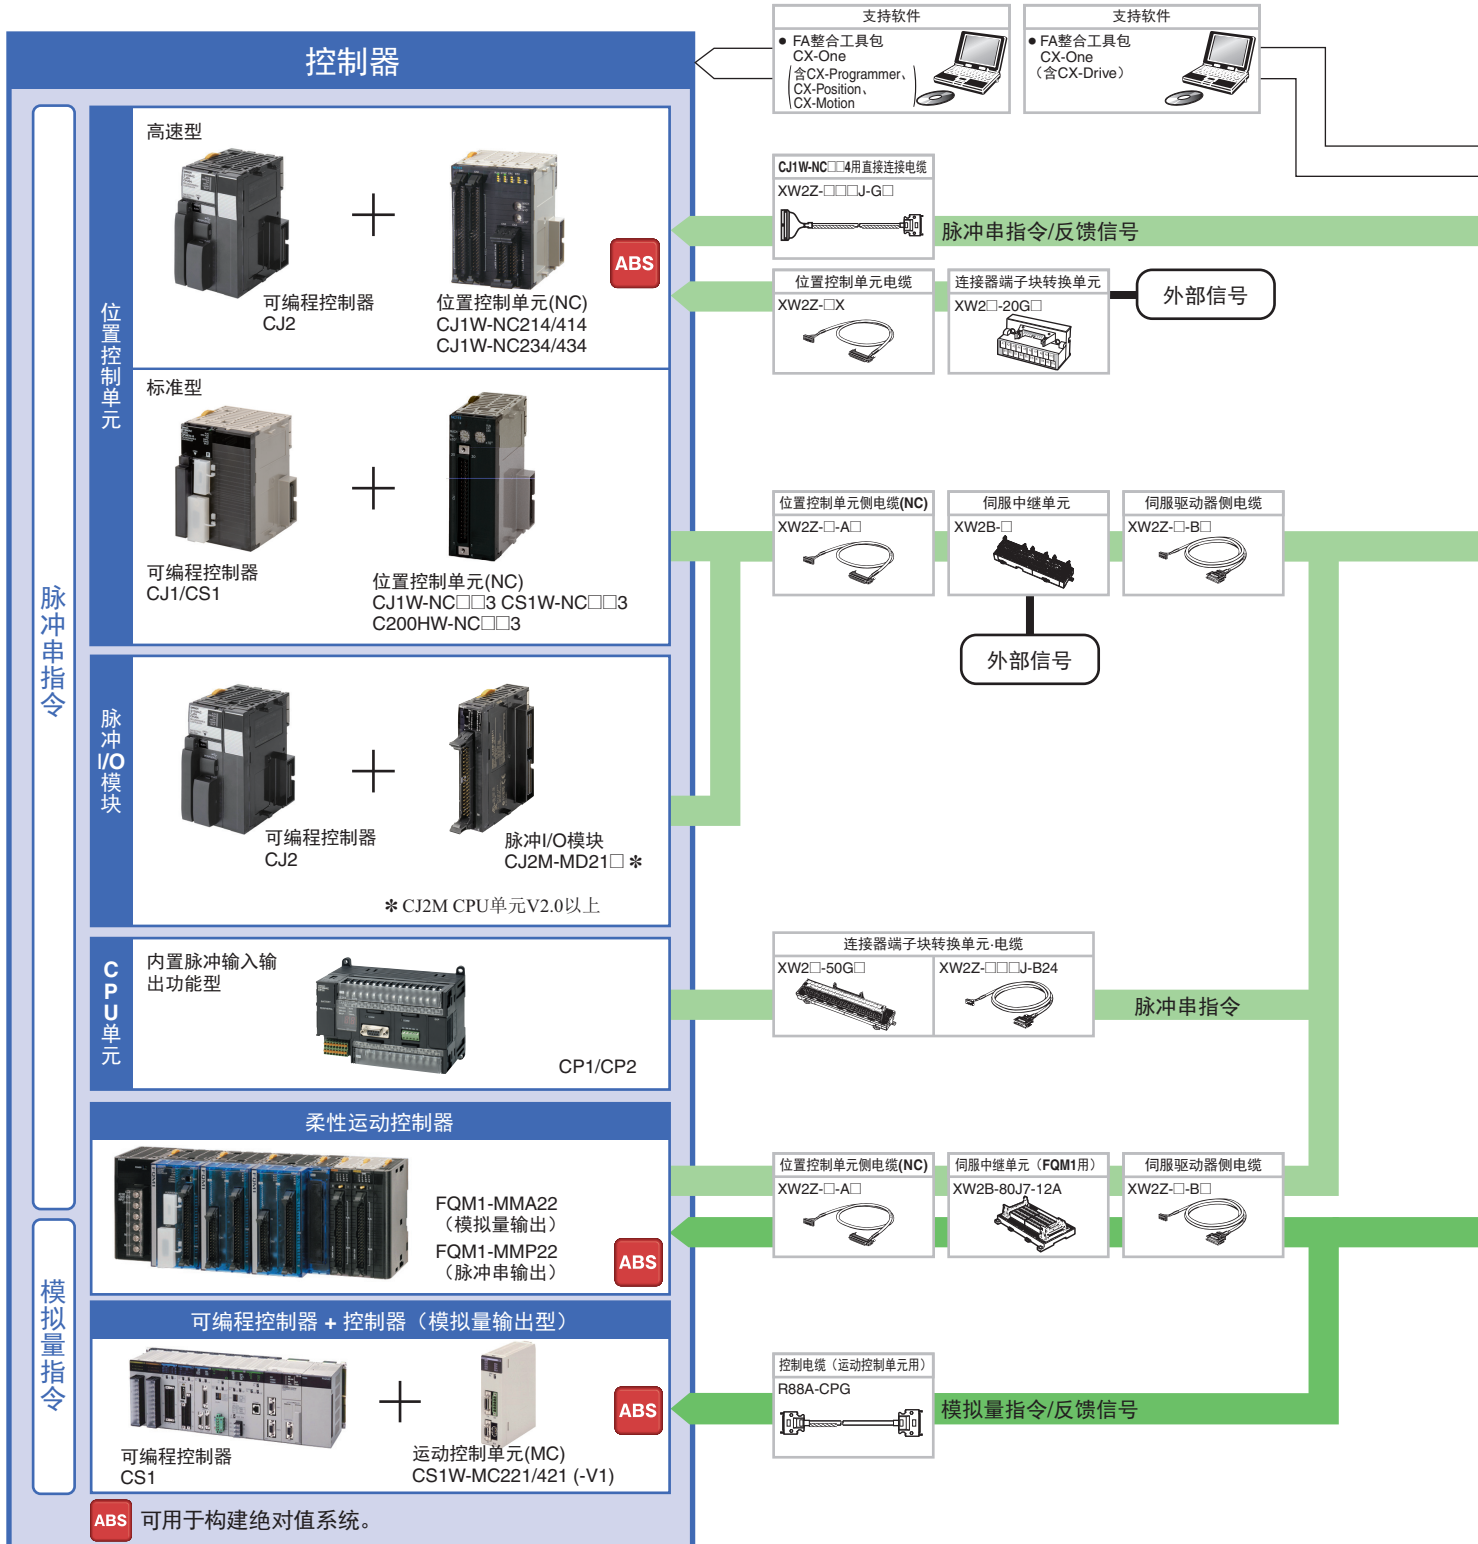 支持软件
● FA整合工具包
CX-One
(含CX-Programmer、
CX-Position、
CX-Motion)
支持软件
● FA整合工具包
CX-One
（含CX-Drive）
控制器
脉冲串指令
模拟量指令
位置控制单元
高速型
可编程控制器
CJ2
位置控制单元(NC)
CJ1W-NC214/414
CJ1W-NC234/434
ABS
CJ1W-NC□□4用直接连接电缆
XW2Z-□□□J-G□
脉冲串指令/反馈信号
位置控制单元电缆
XW2Z-□X
连接器端子块转换单元
XW2□-20G□
外部信号
标准型
可编程控制器
CJ1/CS1
位置控制单元(NC)
CJ1W-NC□□3 CS1W-NC□□3
C200HW-NC□□3
位置控制单元侧电缆(NC)
XW2Z-□-A□
伺服中继单元
XW2B-□
伺服驱动器侧电缆
XW2Z-□-B□
外部信号
脉冲I/O模块
可编程控制器
CJ2
脉冲I/O模块
CJ2M-MD21□ ✻
✻ CJ2M CPU单元V2.0以上
CPU单元
内置脉冲输入输
出功能型
CP1/CP2
连接器端子块转换单元·电缆
XW2□-50G□
XW2Z-□□□J-B24
脉冲串指令
柔性运动控制器
FQM1-MMA22
（模拟量输出）
FQM1-MMP22
（脉冲串输出）
ABS
位置控制单元侧电缆(NC)
XW2Z-□-A□
伺服中继单元（FQM1用）
XW2B-80J7-12A
伺服驱动器侧电缆
XW2Z-□-B□
可编程控制器 + 控制器（模拟量输出型）
可编程控制器
CS1
运动控制单元(MC)
CS1W-MC221/421 (-V1)
ABS
控制电缆（运动控制单元用）
R88A-CPG
模拟量指令/反馈信号
ABS 可用于构建绝对值系统。